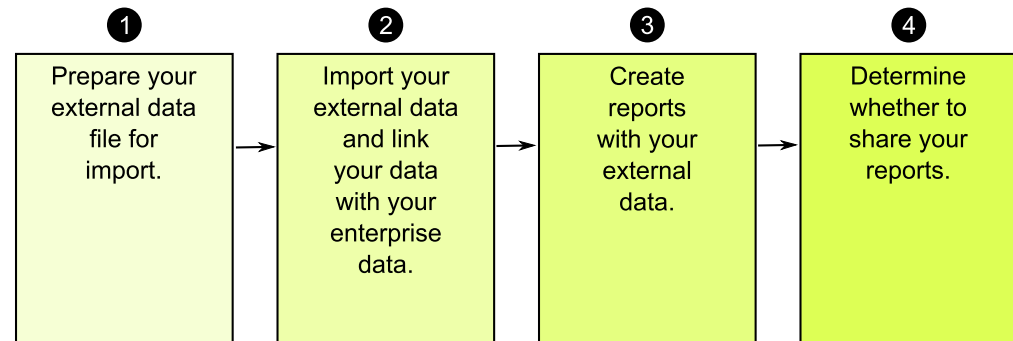 1
Prepare your
external data
file for
import.
2
Import your
external data
and link
your data
with your
enterprise
data.
3
Create
reports
with your
external
data.
4
Determine
whether to
share your
reports.